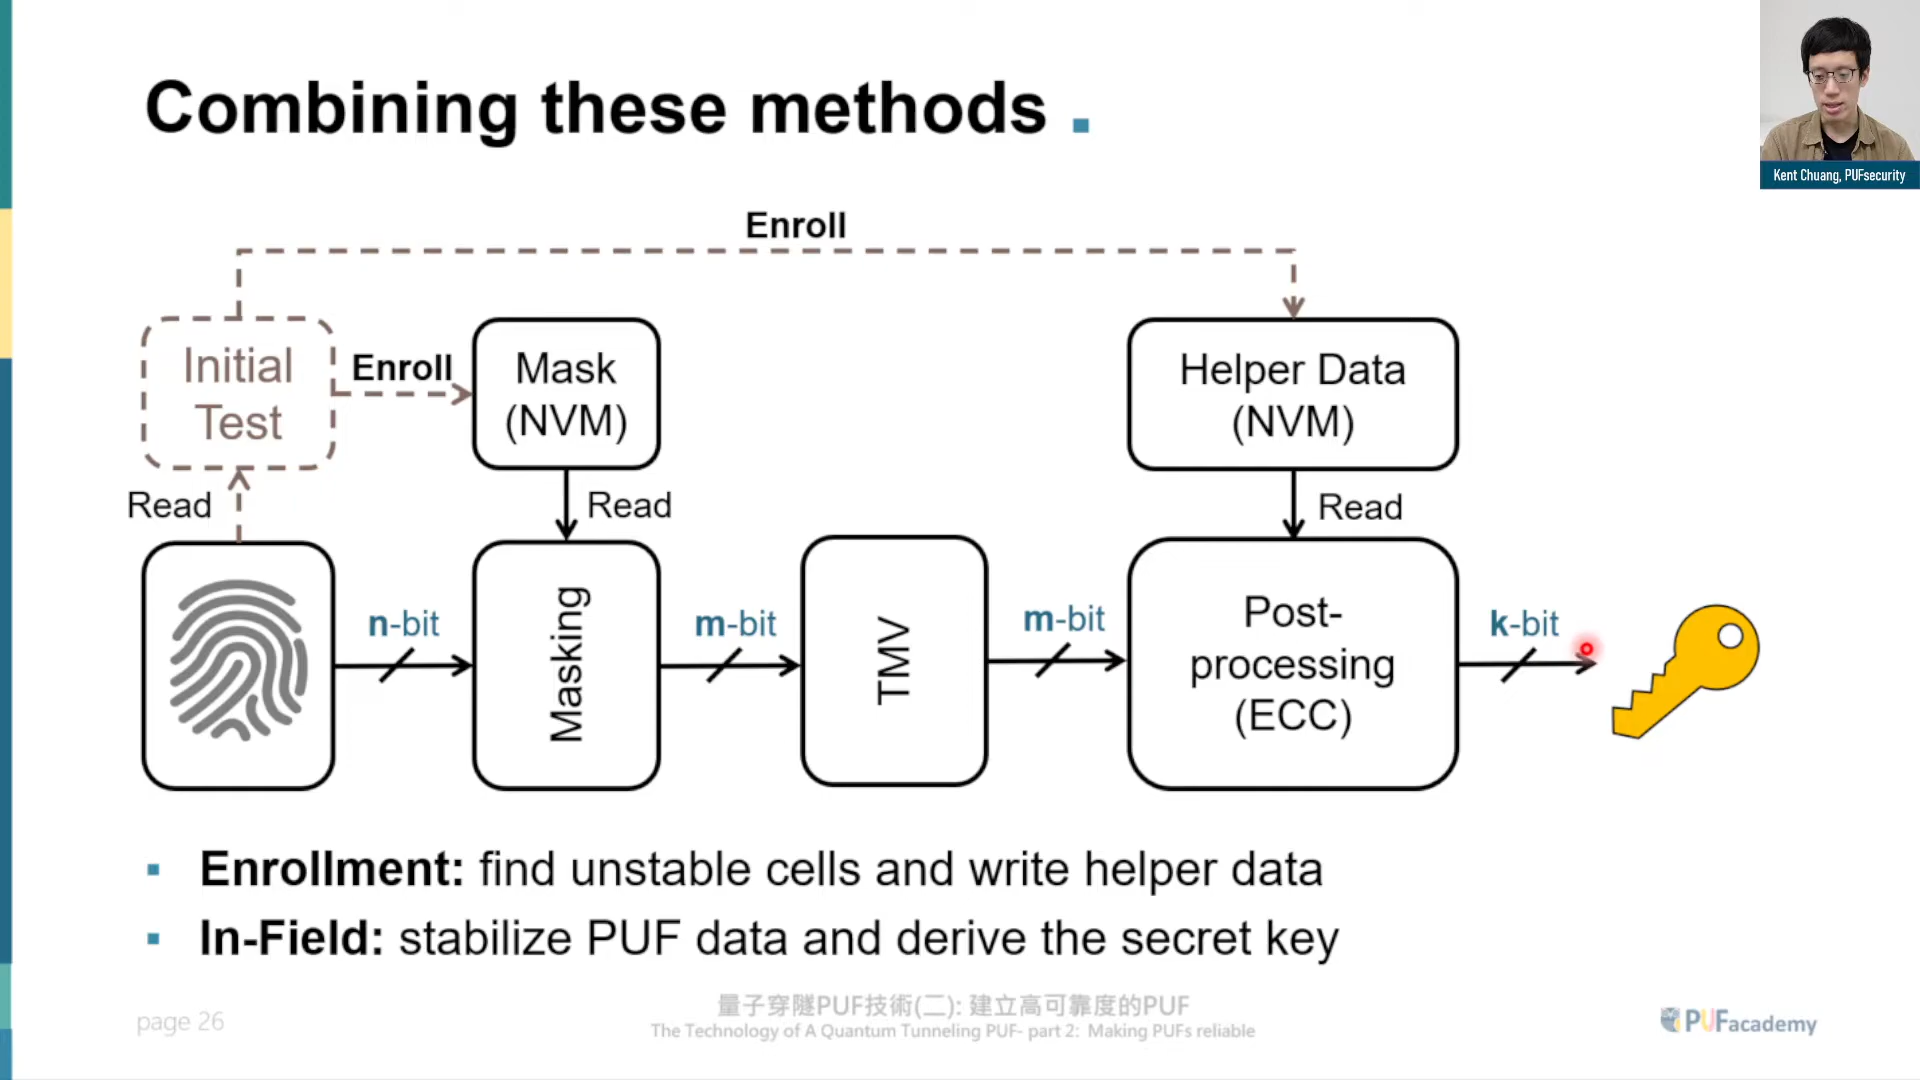 Combining these methods .
Kent Chuang, PUFsecurity
Enroll
Initial
Test
Enroll
Mask
(NVM)
Helper Data
(NVM)
Read
Read
Read
n-bit
Masking
m-bit
TMV
m-bit
Post-
processing
(ECC)
k-bit
▪ Enrollment: find unstable cells and write helper data
▪ In-Field: stabilize PUF data and derive the secret key
page 26
量子穿隧PUF技術(二): 建立高可靠度的PUF
The Technology of A Quantum Tunneling PUF- part 2: Making PUFs reliable
PUFacademy